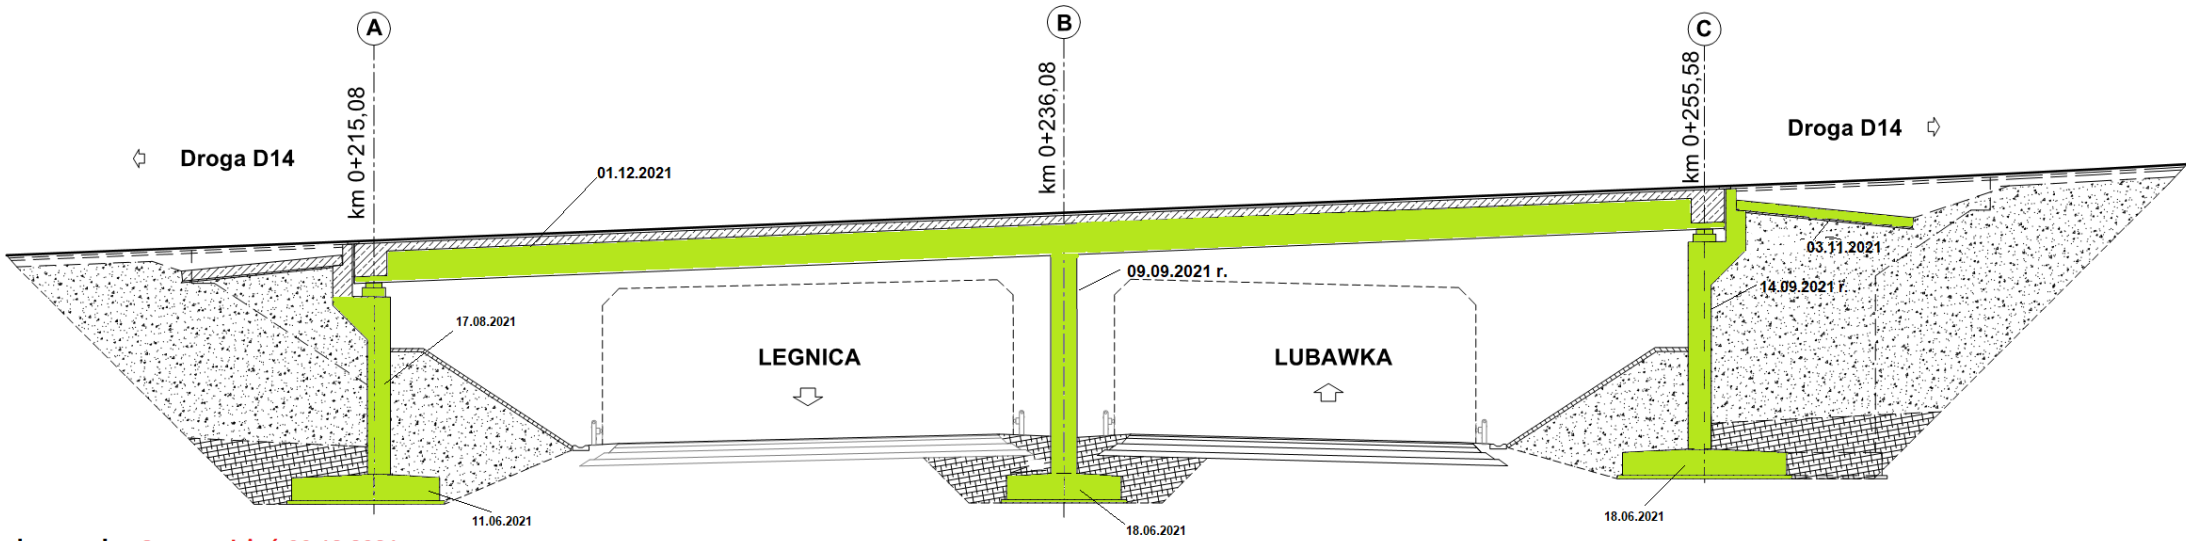 A
B
C
km 0+215,08
km 0+236,08
km 0+255,58
Droga D14
Droga D14
01.12.2021
09.09.2021 r.
03.11.2021
14.09.2021 r.
17.08.2021
LEGNICA
LUBAWKA
11.06.2021
18.06.2021
18.06.2021